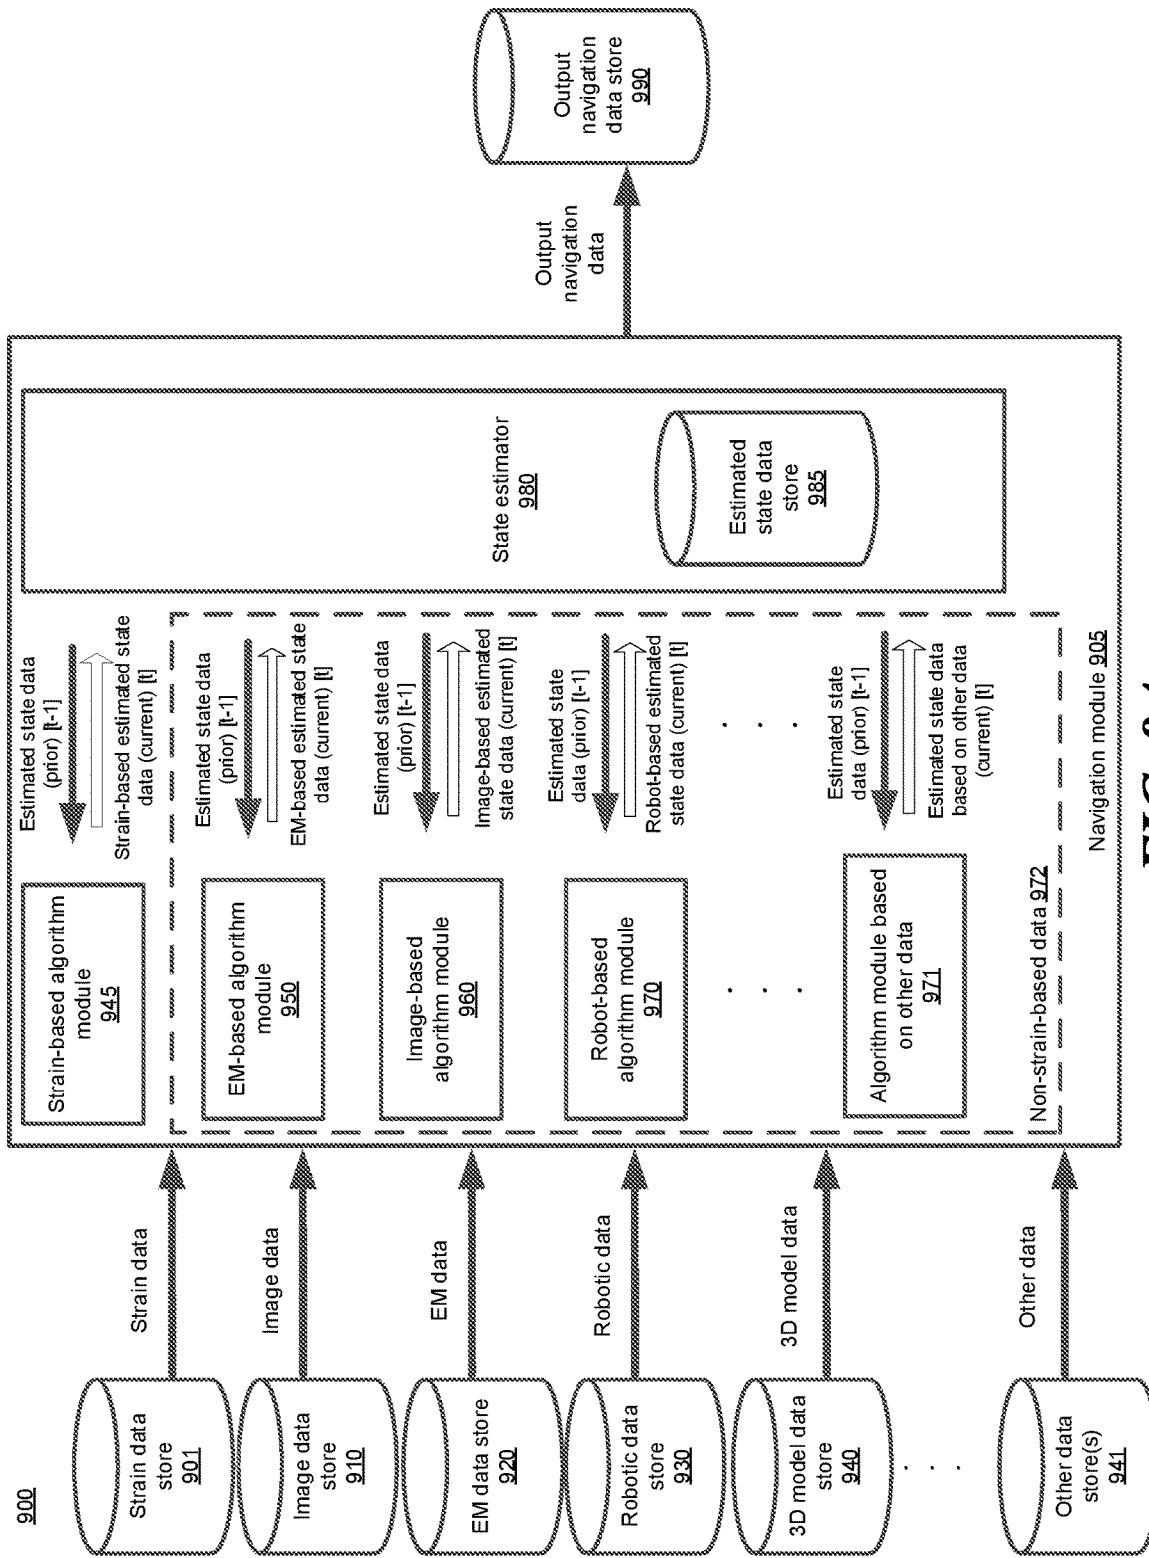 900
Strain data
store
901
Image data
store
910
EM data store
920
Robotic data
store
930
3D model data
store
940
. . .
Other data
store(s)
941
Strain data
Image data
EM data
Robotic data
3D model data
Other data
Strain-based algorithm
module
945
EM-based algorithm
module
950
Image-based
algorithm module
960
Robot-based
algorithm module
970
. . .
Algorithm module based
on other data
971
Non-strain-based data 972
Navigation module 905
Estimated state data
(prior) [t-1]
Strain-based estimated state
data (current) [t]
Estimated state data
(prior) [t-1]
EM-based estimated state
data (current) [t]
Estimated state data
(prior) [t-1]
Image-based estimated
state data (current) [t]
Estimated state
data (prior) [t-1]
Robot-based estimated
state data (current) [t]
. . .
Estimated state
data (prior) [t-1]
Estimated state data
based on other data
(current) [t]
State estimator
980
Estimated
state data
store
985
Output
navigation
data
Output
navigation
data store
990